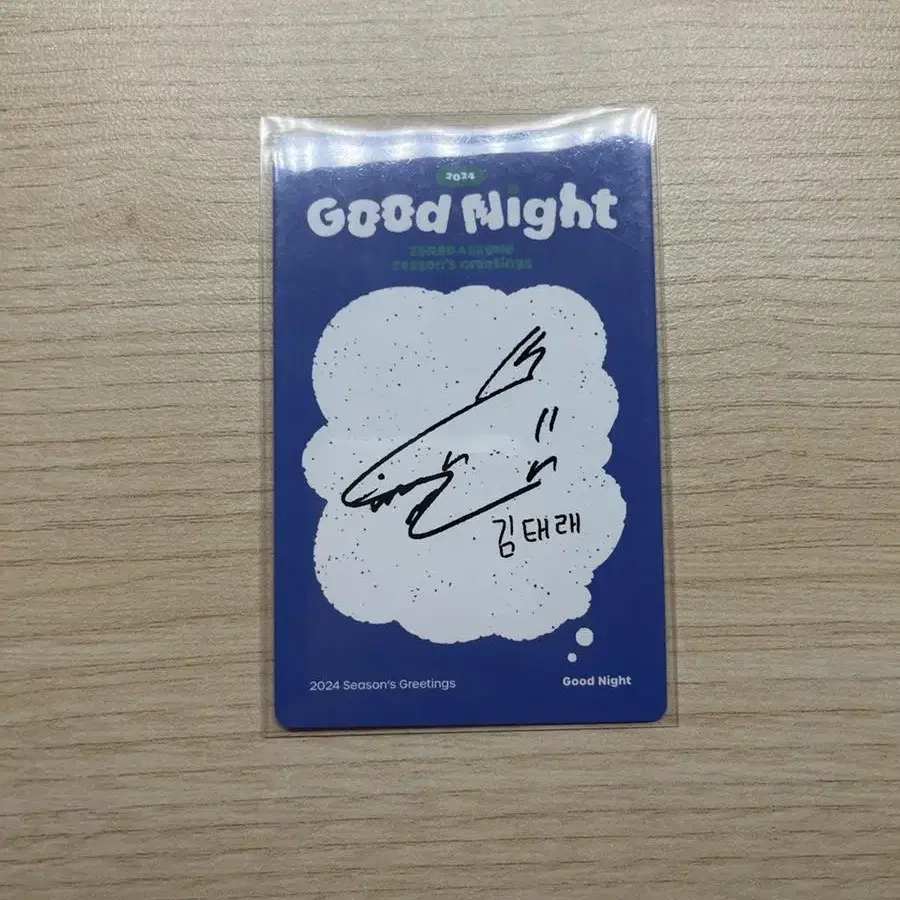 2024
Good Night
ZEROBASEONE
Season's Greetings
김태래
2024 Season's Greetings
Good Night